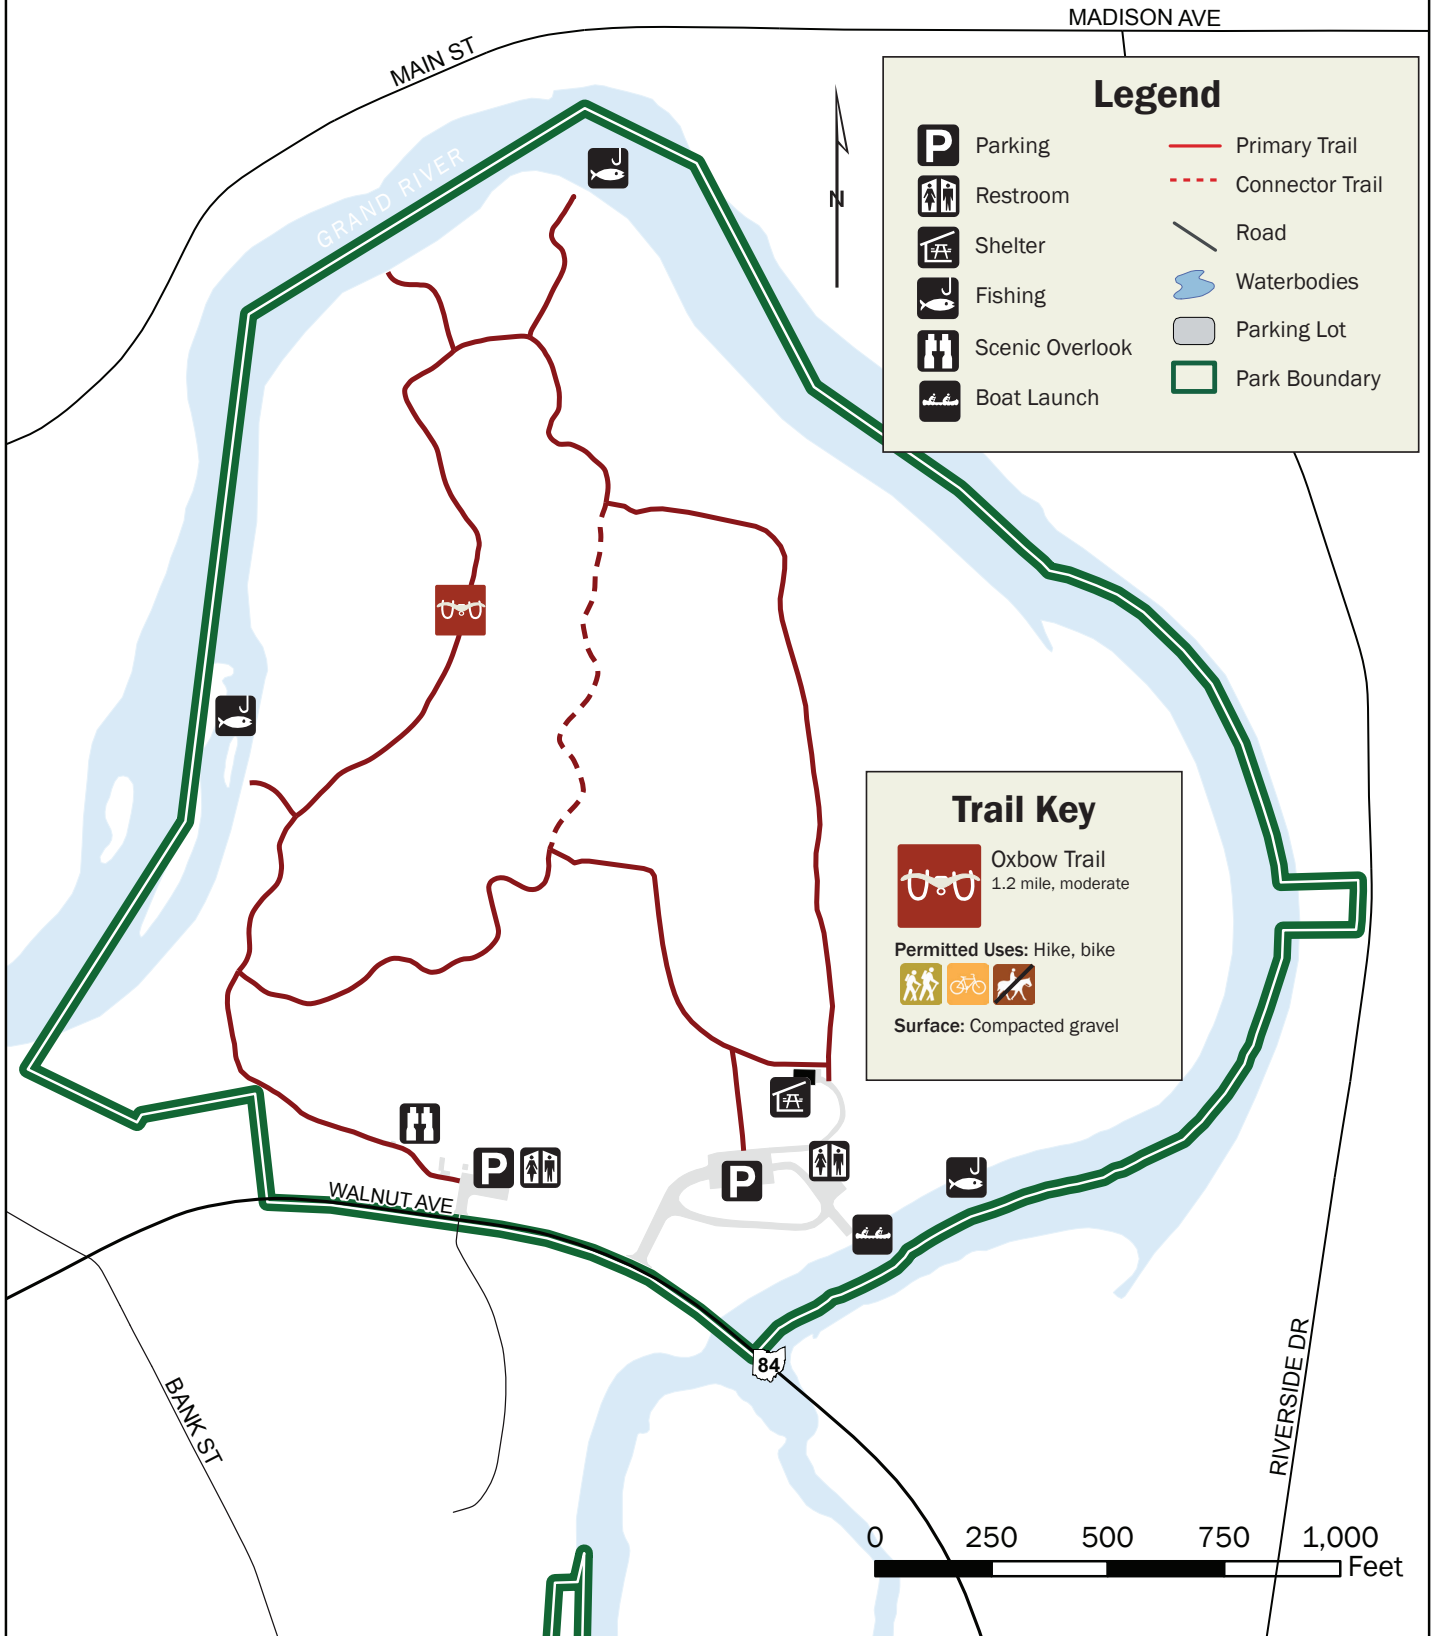 MADISON AVE
MAIN ST
Legend
P Parking
Restroom
Shelter
Fishing
Scenic Overlook
Boat Launch
Primary Trail
Connector Trail
Road
Waterbodies
Parking Lot
Park Boundary
GRAND RIVER
N
Trail Key
Oxbow Trail
1.2 mile, moderate
Permitted Uses: Hike, bike
Surface: Compacted gravel
P
P
WALNUT AVE
84
BANK ST
RIVERSIDE DR
0 250 500 750 1,000
Feet